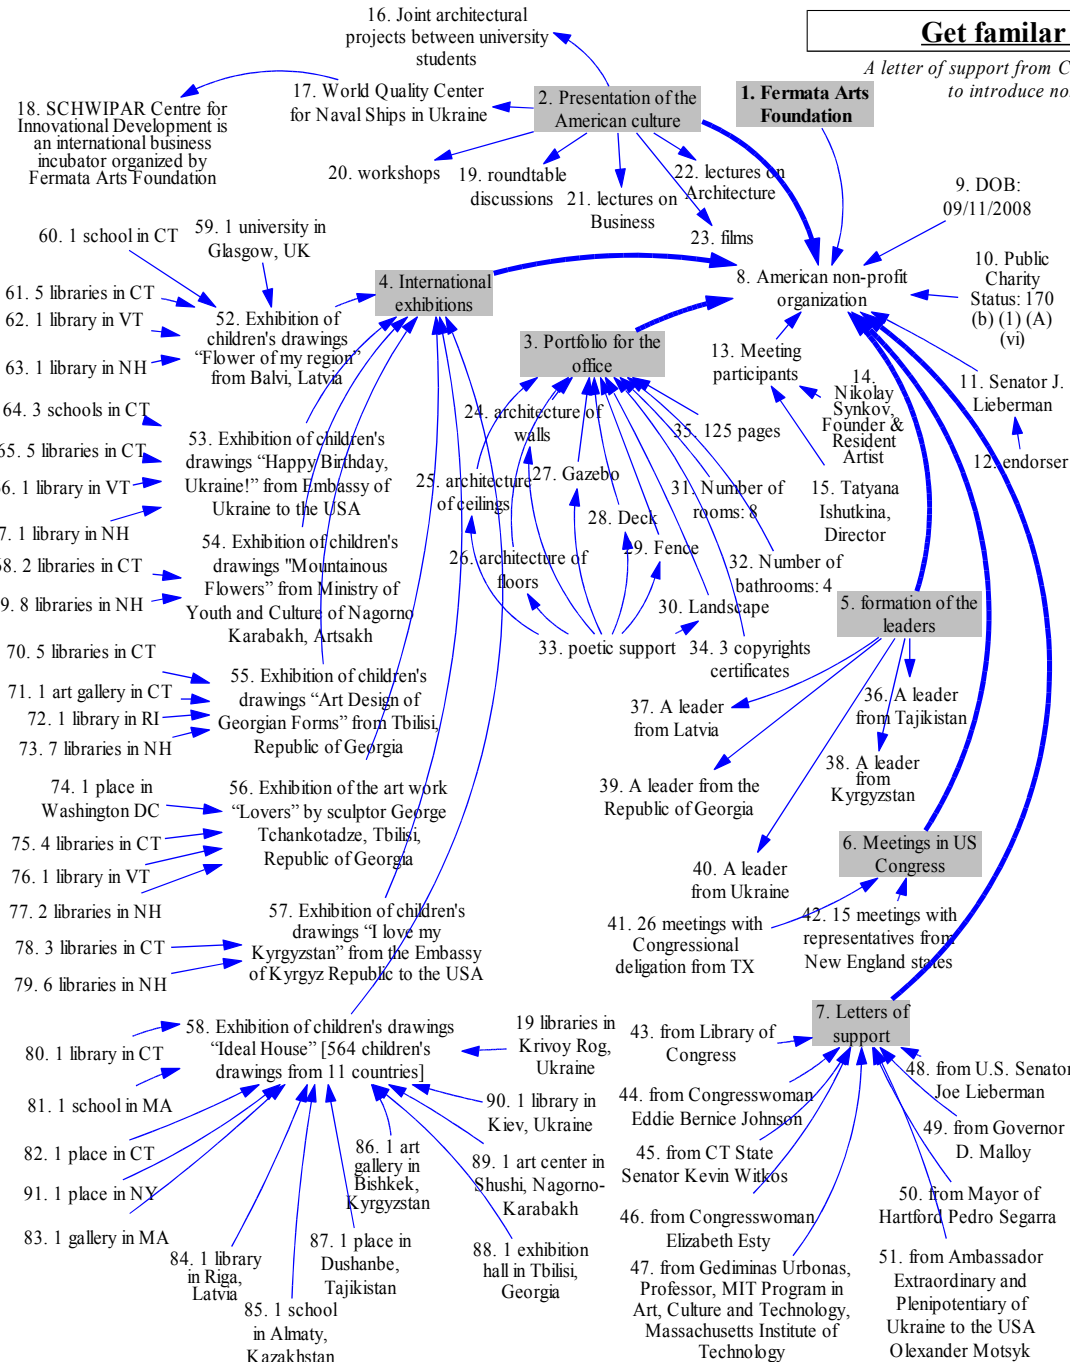 Get familar
A letter of support from C
to introduce no
16. Joint architectural
projects between university
students
17. World Quality Center
for Naval Ships in Ukraine
18. SCHWIPAR Centre for
Innovational Development is
an international business
incubator organized by
Fermata Arts Foundation
2. Presentation of the
American culture
1. Fermata Arts
Foundation
20. workshops
19. roundtable
discussions
21. lectures on
Business
22. lectures on
Architecture
23. films
9. DOB:
09/11/2008
10. Public
Charity
Status: 170
(b) (1) (A)
(vi)
8. American non-profit
organization
11. Senator J.
Lieberman
12. endorser
13. Meeting
participants
14.
Nikolay
Synkov,
Founder &
Resident
Artist
15. Tatyana
Ishutkina,
Director
60. 1 school in CT
59. 1 university in
Glasgow, UK
4. International
exhibitions
61. 5 libraries in CT
62. 1 library in VT
63. 1 library in NH
52. Exhibition of
children's drawings
“Flower of my region”
from Balvi, Latvia
3. Portfolio for the
office
24. architecture of
walls
25. architecture
of ceilings
26. architecture of
floors
27. Gazebo
28. Deck
29. Fence
30. Landscape
31. Number of
rooms: 8
32. Number of
bathrooms: 4
33. poetic support
34. 3 copyrights
certificates
35. 125 pages
64. 3 schools in CT
65. 5 libraries in CT
6. 1 library in VT
7. 1 library in NH
53. Exhibition of children's
drawings “Happy Birthday,
Ukraine!” from Embassy of
Ukraine to the USA
68. 2 libraries in CT
9. 8 libraries in NH
54. Exhibition of children's
drawings "Mountainous
Flowers” from Ministry of
Youth and Culture of Nagorno
Karabakh, Artsakh
70. 5 libraries in CT
71. 1 art gallery in CT
72. 1 library in RI
73. 7 libraries in NH
55. Exhibition of children's
drawings “Art Design of
Georgian Forms” from Tbilisi,
Republic of Georgia
74. 1 place in
Washington DC
75. 4 libraries in CT
76. 1 library in VT
77. 2 libraries in NH
56. Exhibition of the art work
“Lovers” by sculptor George
Tchankotadze, Tbilisi,
Republic of Georgia
78. 3 libraries in CT
79. 6 libraries in NH
57. Exhibition of children's
drawings “I love my
Kyrgyzstan” from the Embassy
of Kyrgyz Republic to the USA
58. Exhibition of children's drawings
“Ideal House” [564 children's
drawings from 11 countries]
80. 1 library in CT
81. 1 school in MA
82. 1 place in CT
91. 1 place in NY
83. 1 gallery in MA
84. 1 library
in Riga,
Latvia
85. 1 school
in Almaty,
Kazakhstan
86. 1 art
gallery in
Bishkek,
Kyrgyzstan
87. 1 place in
Dushanbe,
Tajikistan
88. 1 exhibition
hall in Tbilisi,
Georgia
89. 1 art center in
Shushi, Nagorno-
Karabakh
90. 1 library in
Kiev, Ukraine
19 libraries in
Krivoy Rog,
Ukraine
5. formation of the
leaders
36. A leader
from Tajikistan
37. A leader
from Latvia
38. A leader
from
Kyrgyzstan
39. A leader from the
Republic of Georgia
40. A leader
from Ukraine
6. Meetings in US
Congress
41. 26 meetings with
Congressional
deligation from TX
42. 15 meetings with
representatives from
New England states
7. Letters of
support
43. from Library of
Congress
44. from Congresswoman
Eddie Bernice Johnson
45. from CT State
Senator Kevin Witkos
46. from Congresswoman
Elizabeth Esty
47. from Gediminas Urbonas,
Professor, MIT Program in
Art, Culture and Technology,
Massachusetts Institute of
Technology
48. from U.S. Senator
Joe Lieberman
49. from Governor
D. Malloy
50. from Mayor of
Hartford Pedro Segarra
51. from Ambassador
Extraordinary and
Plenipotentiary of
Ukraine to the USA
Olexander Motsyk